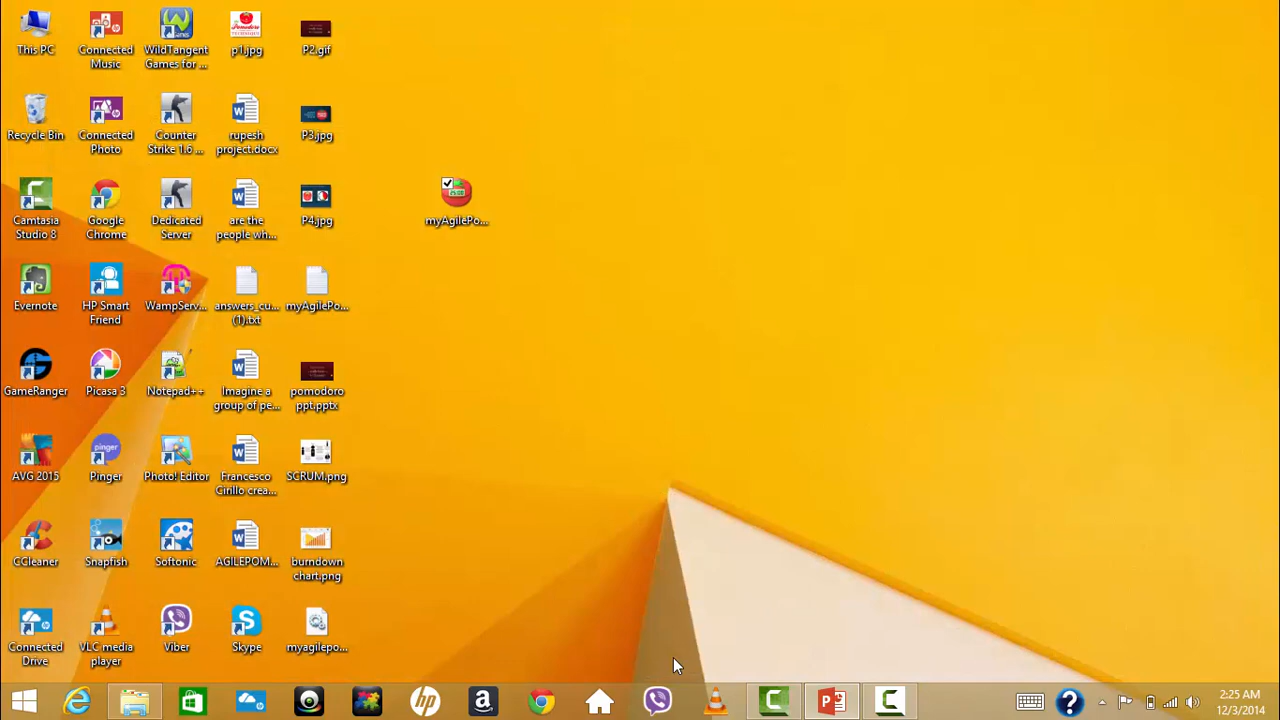 This PC
Connected
Music
WildTangent
Games for ...
p1.jpg
P2.gif
Recycle Bin
Connected
Photo
Counter
Strike 1.6 ...
rupesh
project.docx
P3.jpg
Camtasia
Studio 8
Google
Chrome
Dedicated
Server
are the
people wh...
P4.jpg
myAgilePo...
Evernote
HP Smart
Friend
WampServ...
answers_cu...
(1).txt
myAgilePo...
GameRanger
Picasa 3
Notepad++
Imagine a
group of pe...
pomodoro
ppt.pptx
AVG 2015
pinger
Pinger
Photo! Editor
Francesco
Cirillo crea...
SCRUM.png
CCleaner
Snapfish
Softonic
AGILEPOM...
burndown
chart.png
Connected
Drive
VLC media
player
Viber
Skype
myagilepo...
2:25 AM
12/3/2014